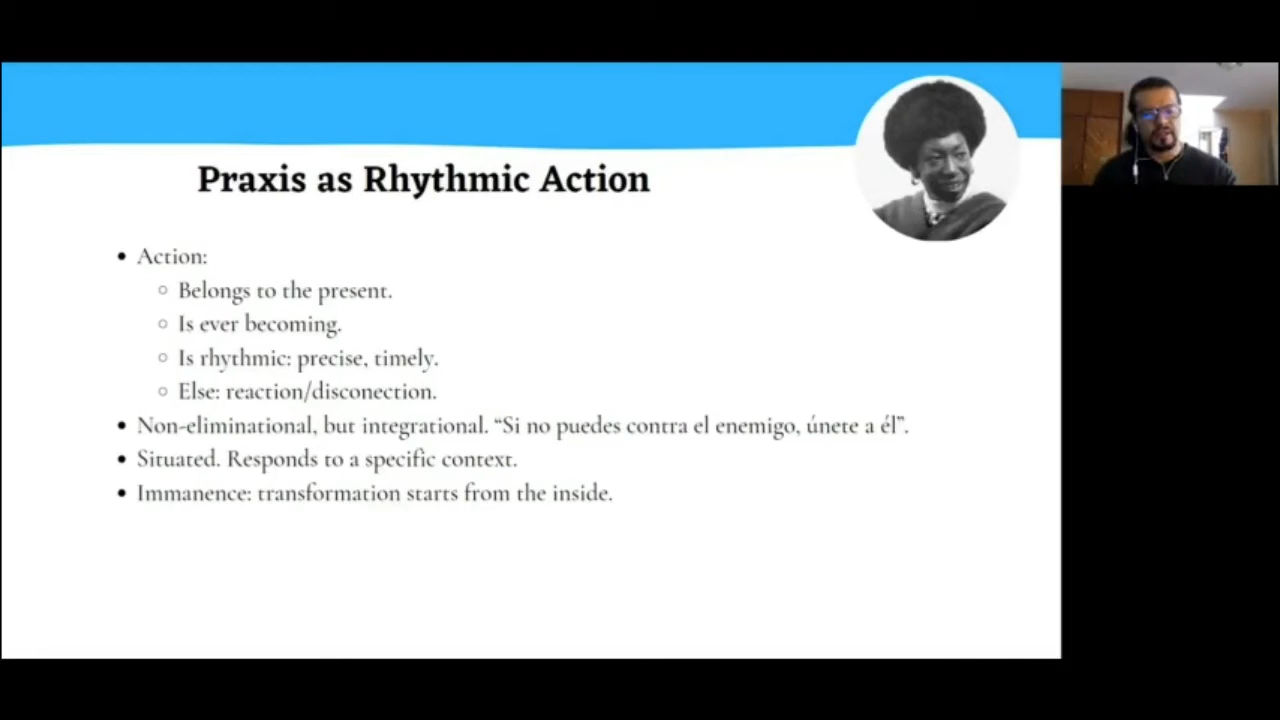 Praxis as Rhythmic Action
• Action:
○ Belongs to the present.
○ Is ever becoming.
○ Is rhythmic: precise, timely.
○ Else: reaction/disconection.
• Non-eliminational, but integrational. “Si no puedes contra el enemigo, únete a él”.
• Situated. Responds to a specific context.
• Immanence: transformation starts from the inside.